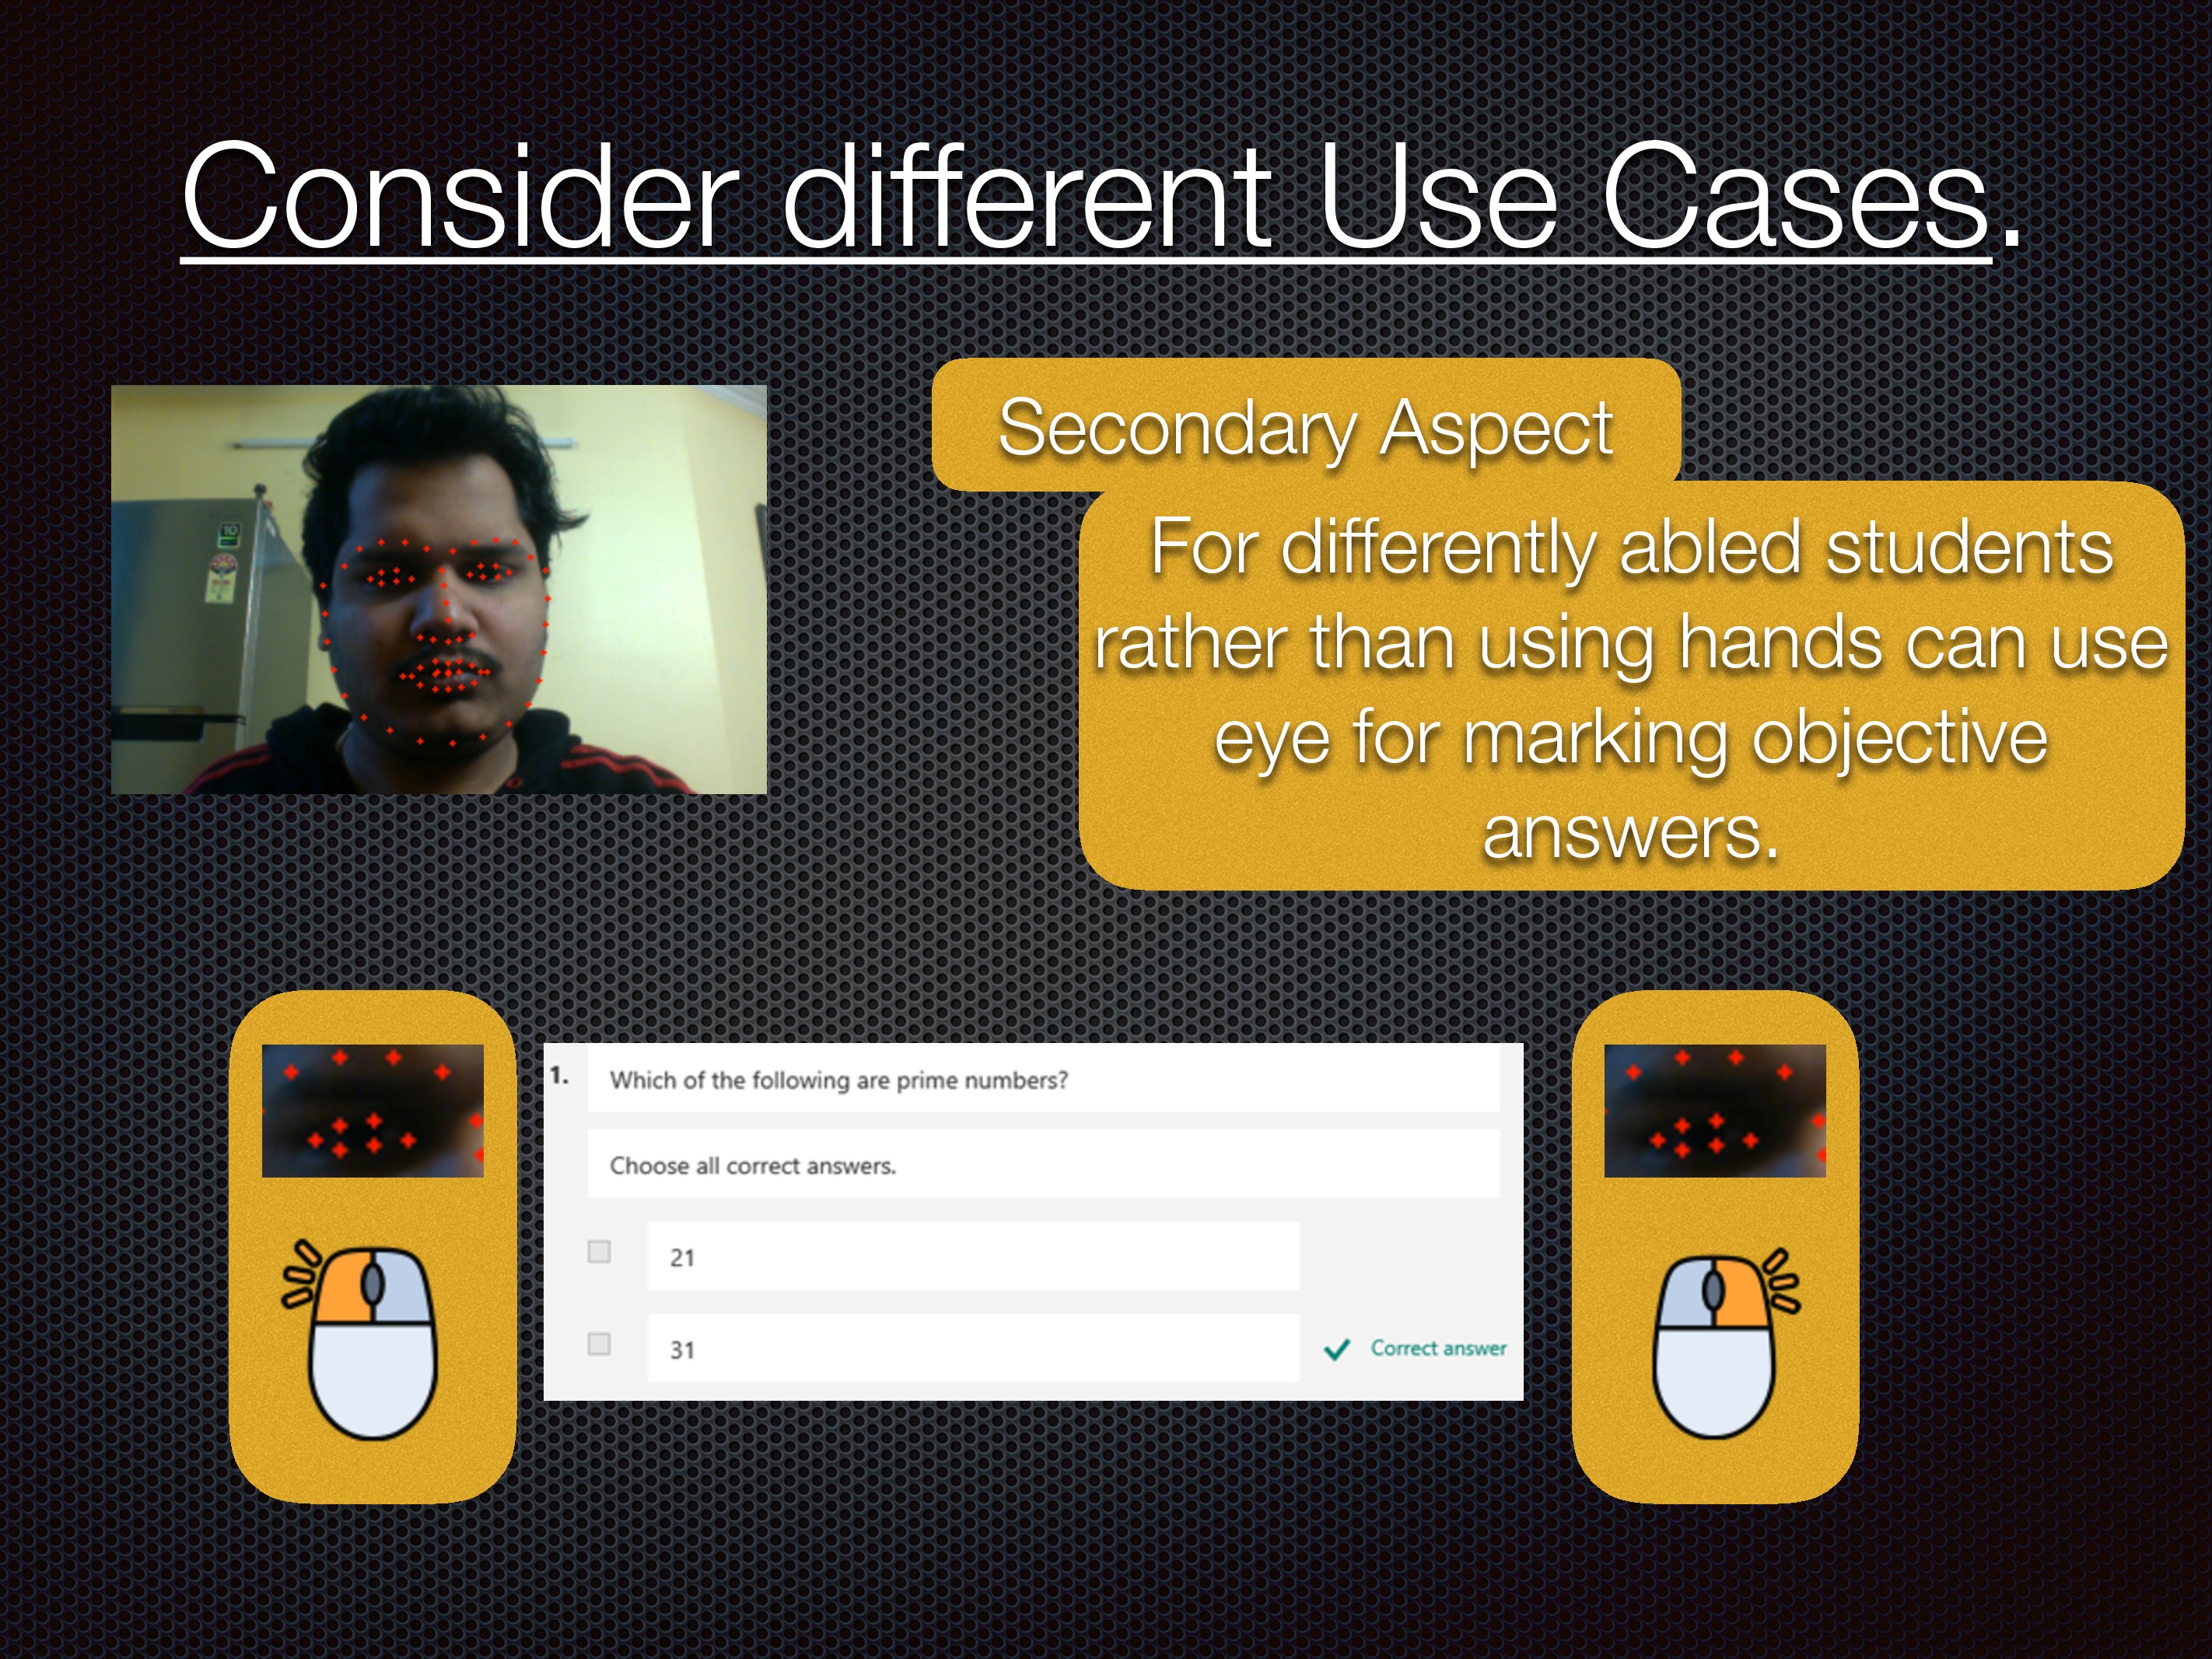 Consider different Use Cases.
Secondary Aspect
For differently abled students
rather than using hands can use
eye for marking objective
answers.
1. Which of the following are prime numbers?
Choose all correct answers.
21
31
Correct answer